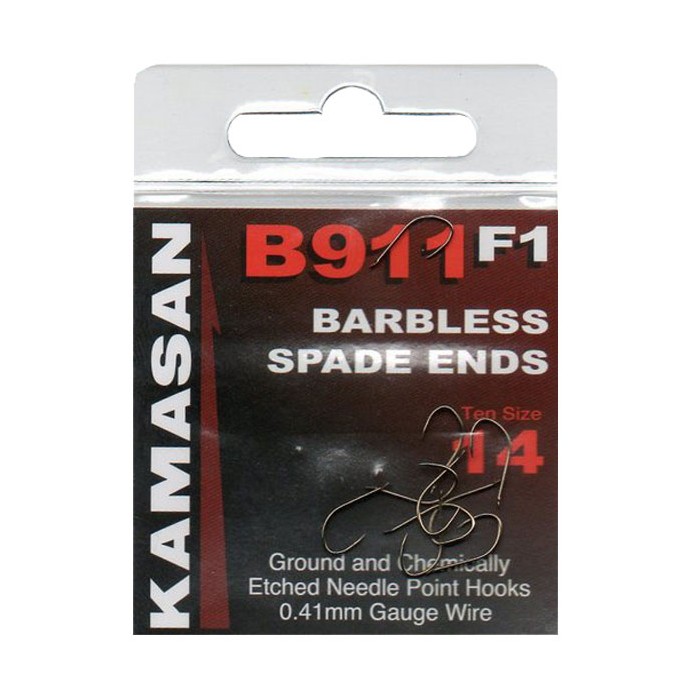 KAMASAN
B911 F1
BARBLESS
SPADE ENDS
Ten Size
14
Ground and Chemically
Etched Needle Point Hooks
0.41mm Gauge Wire